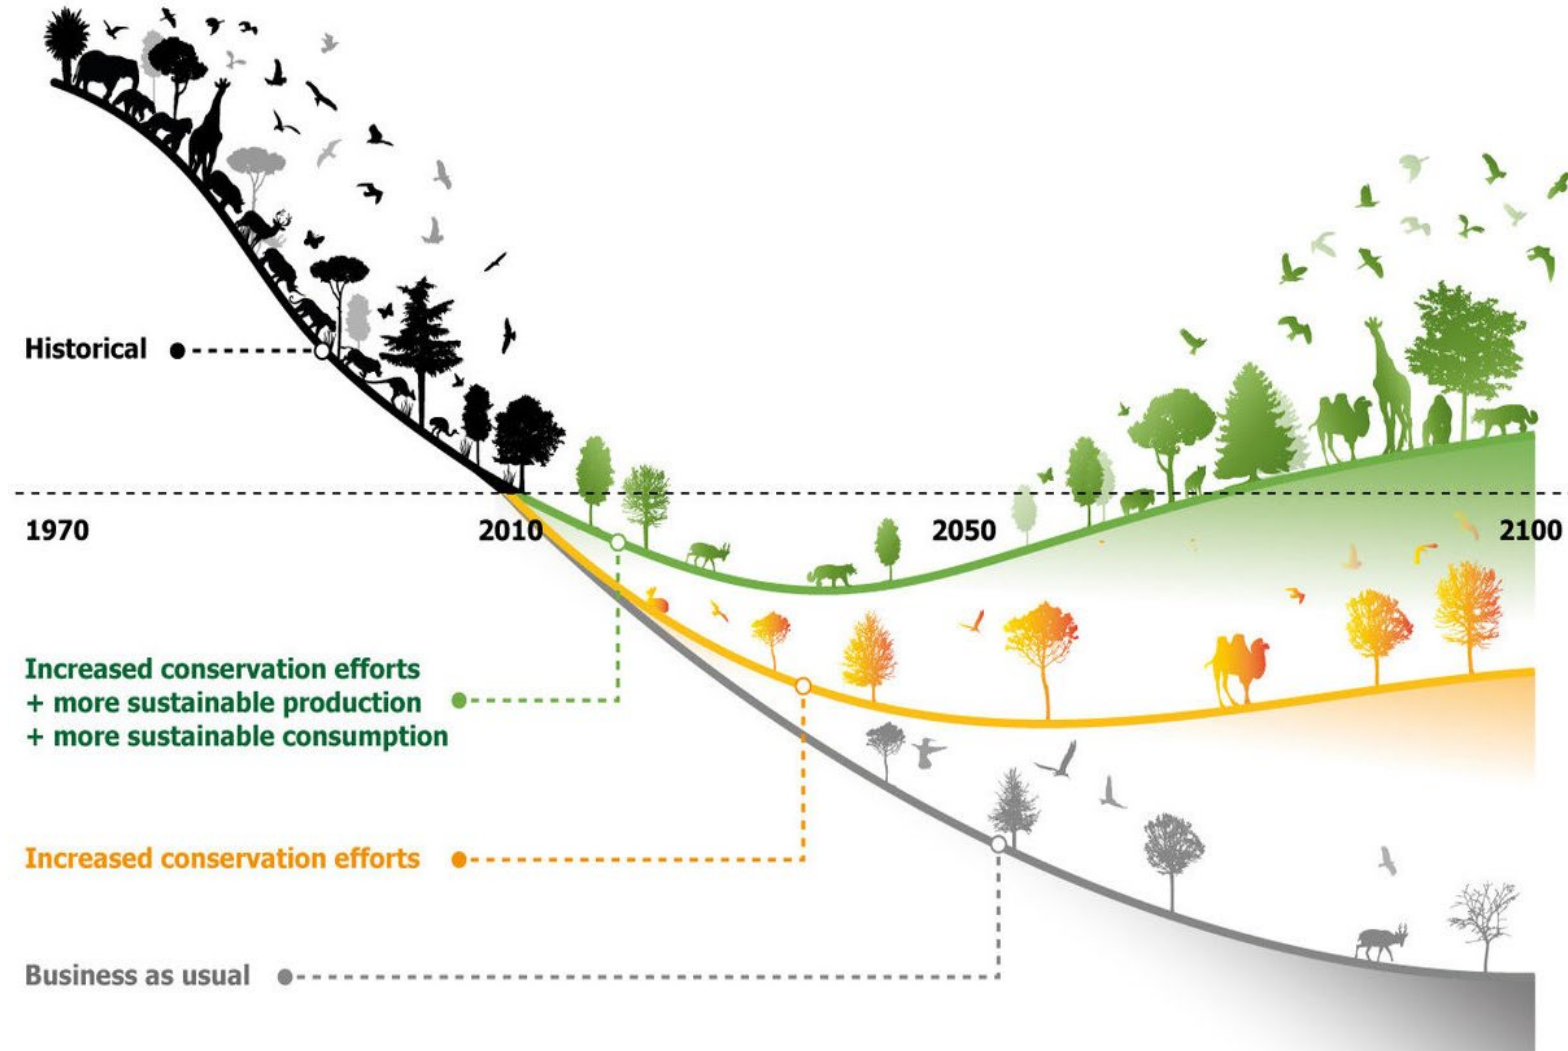 Historical
1970
2010
2050
2100
Increased conservation efforts
+ more sustainable production
+ more sustainable consumption
Increased conservation efforts
Business as usual